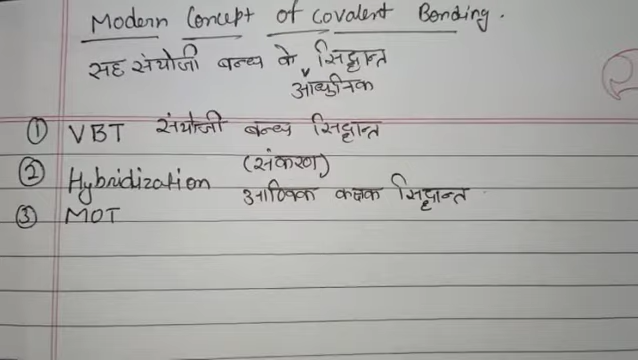 Modern Concept of Covalent Bonding.
सह संयोजी बन्ध के सिद्धान्त
आधुनिक
① VBT संयोजी बन्ध सिद्धान्त
② Hybridization (संकरण)
③ MOT आण्विक कक्षक सिद्धान्त